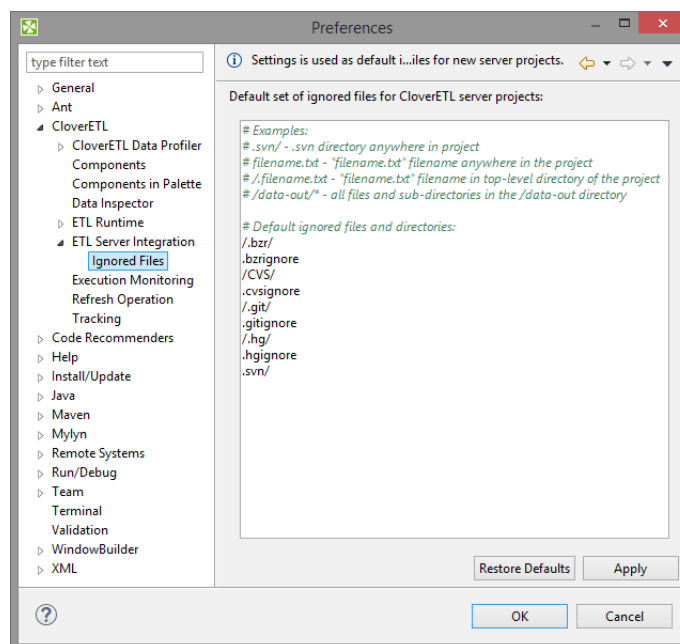 Preferences
type filter text
General
Ant
CloverETL
CloverETL Data Profiler
Components
Components in Palette
Data Inspector
ETL Runtime
ETL Server Integration
Ignored Files
Execution Monitoring
Refresh Operation
Tracking
Code Recommenders
Help
Install/Update
Java
Maven
Mylyn
Remote Systems
Run/Debug
Team
Terminal
Validation
WindowBuilder
XML
Settings is used as default i...iles for new server projects.
Default set of ignored files for CloverETL server projects:
# Examples:
# .svn/ - .svn directory anywhere in project
# filename.txt - "filename.txt" filename anywhere in the project
# /.filename.txt - "filename.txt" filename in top-level directory of the project
# /data-out/* - all files and sub-directories in the /data-out directory
# Default ignored files and directories:
/.bzr/
.bzrignore
/CVS/
.cvsignore
/.git/
.gitignore
/.hg/
.hgignore
.svn/
Restore Defaults
Apply
OK
Cancel